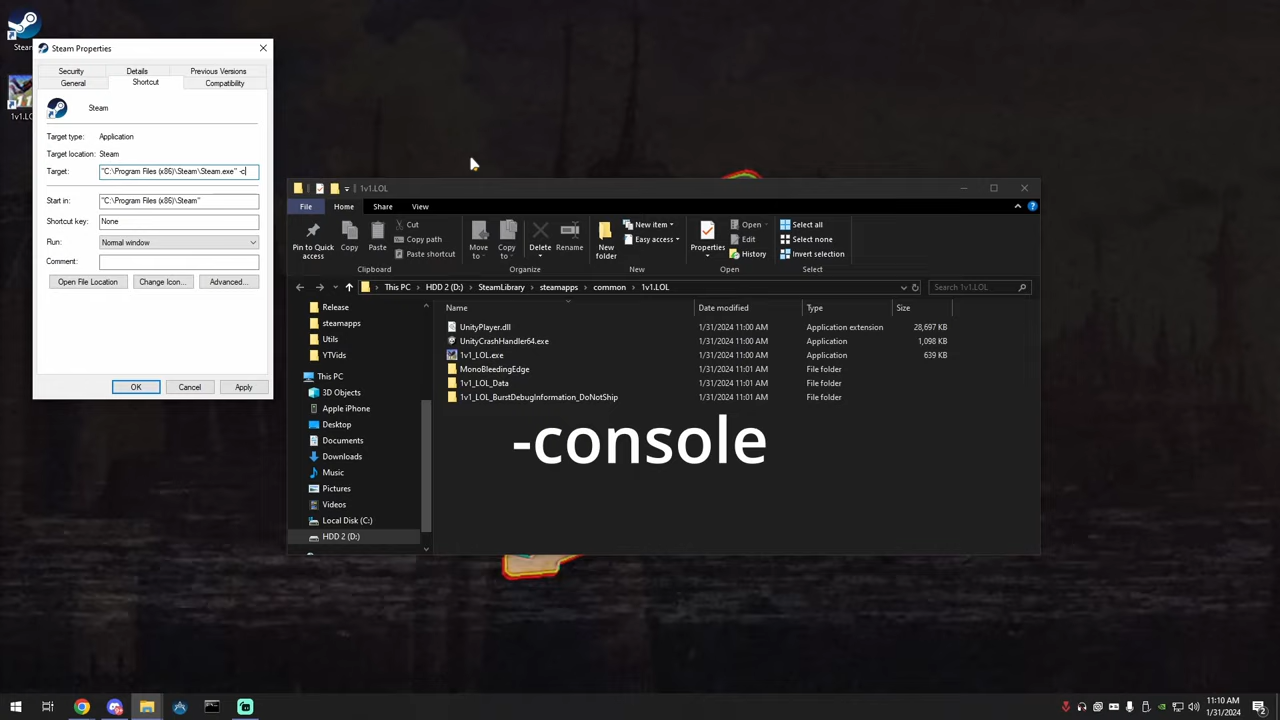 Steam
1v1.LOL
Steam Properties
Security
Details
Previous Versions
General
Shortcut
Compatibility
Steam
Target type:
Application
Target location:
Steam
Target:
"C:\Program Files (x86)\Steam\Steam.exe" -c
Start in:
"C:\Program Files (x86)\Steam"
Shortcut key:
None
Run:
Normal window
Comment:
Open File Location
Change Icon...
Advanced...
OK
Cancel
Apply
1v1.LOL
File
Home
Share
View
Pin to Quick
access
Copy
Paste
Cut
Copy path
Paste shortcut
Clipboard
Move
to
Copy
to
Delete
Rename
Organize
New
folder
New item
Easy access
New
Properties
Open
Edit
History
Open
Select all
Select none
Invert selection
Select
This PC
HDD 2 (D:)
SteamLibrary
steamapps
common
1v1.LOL
Search 1v1.LOL
Release
steamapps
Utils
YTVids
This PC
3D Objects
Apple iPhone
Desktop
Documents
Downloads
Music
Pictures
Videos
Local Disk (C:)
HDD 2 (D:)
Name
Date modified
Type
Size
UnityPlayer.dll
1/31/2024 11:00 AM
Application extension
28,697 KB
UnityCrashHandler64.exe
1/31/2024 11:00 AM
Application
1,098 KB
1v1_LOL.exe
1/31/2024 11:00 AM
Application
639 KB
MonoBleedingEdge
1/31/2024 11:01 AM
File folder
1v1_LOL_Data
1/31/2024 11:01 AM
File folder
1v1_LOL_BurstDebugInformation_DoNotShip
1/31/2024 11:01 AM
File folder
-console
11:10 AM
1/31/2024